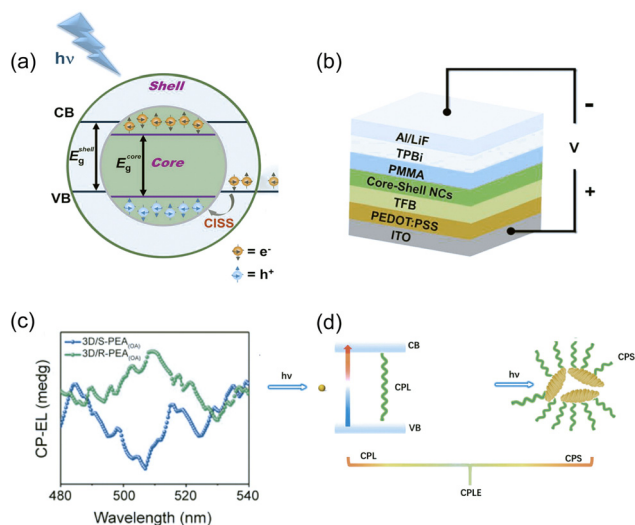 (a)
hν
Shell
CB
E_g^shell
E_g^core
Core
VB
CISS
= e⁻
= h⁺
(b)
Al/LiF
TPBi
PMMA
Core-Shell NCs
TFB
PEDOT:PSS
ITO
-
V
+
(c)
3D/S-PEA(OA)
3D/R-PEA(OA)
CP-EL (medg)
480 500 520 540
Wavelength (nm)
(d)
hν
CB
CPL
VB
hν
CPS
CPL
CPS
CPLE